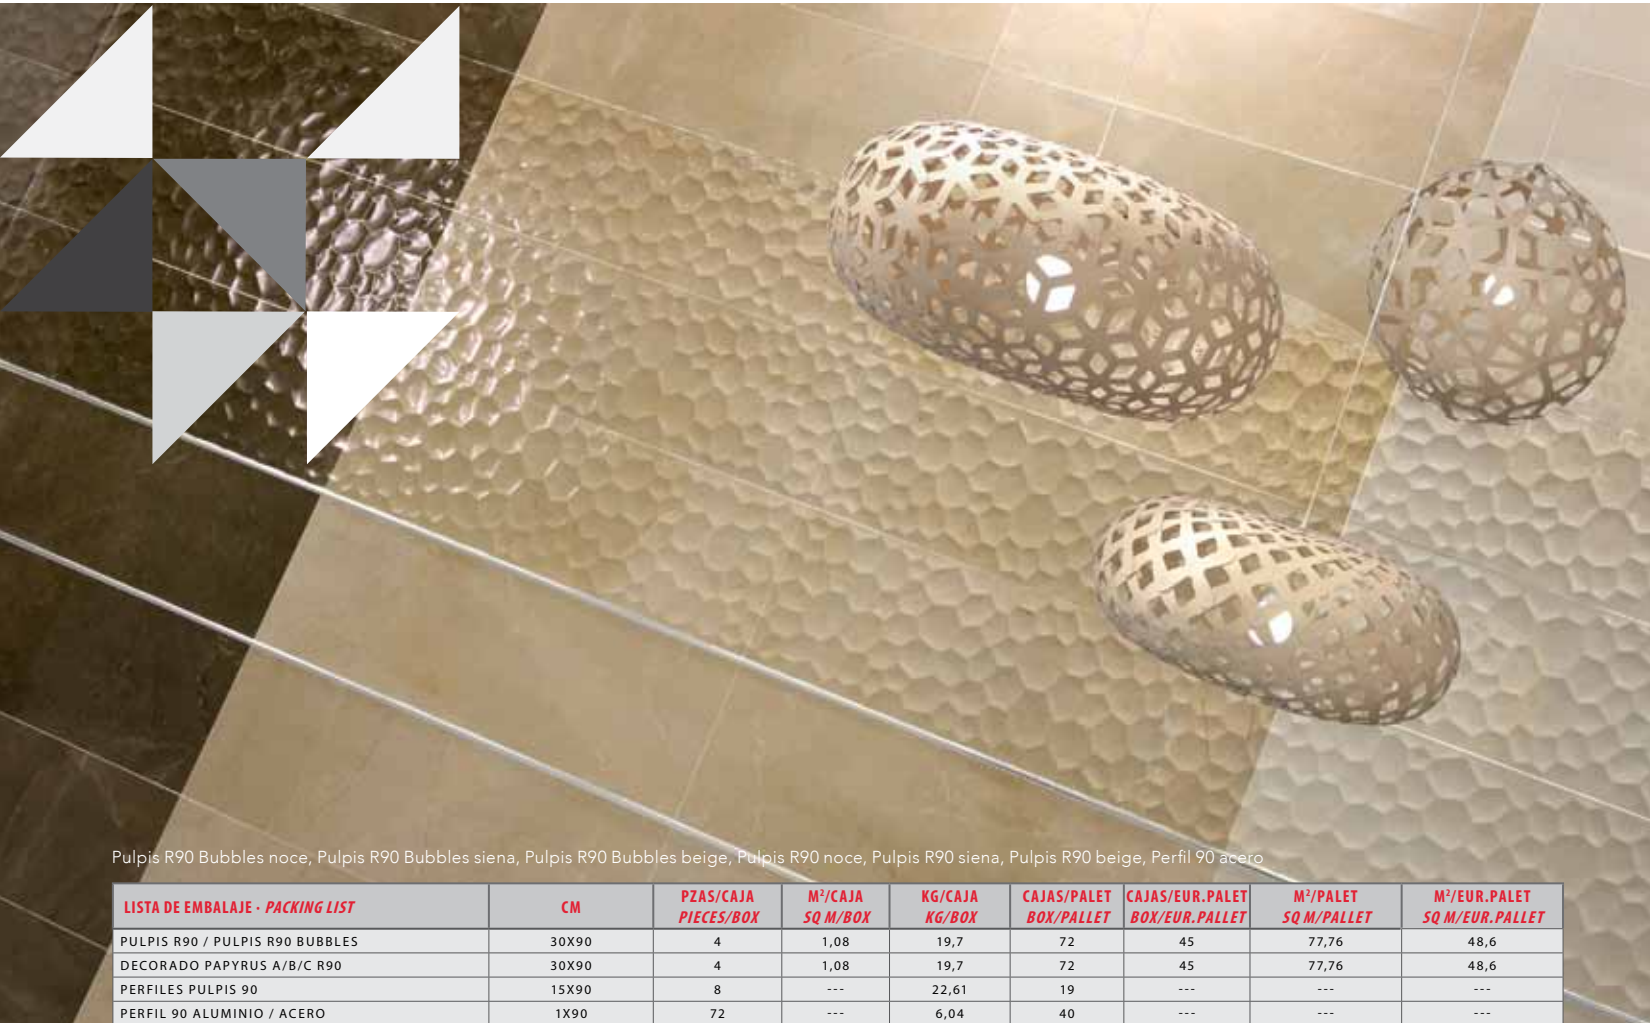 Pulpis R90 Bubbles noce, Pulpis R90 Bubbles siena, Pulpis R90 Bubbles beige, Pulpis R90 noce, Pulpis R90 siena, Pulpis R90 beige, Perfil 90 acero
LISTA DE EMBALAJE · PACKING LIST CM PZAS/CAJA PIECES/BOX M²/CAJA SQ M/BOX KG/CAJA KG/BOX CAJAS/PALET BOX/PALLET CAJAS/EUR.PALET BOX/EUR.PALLET M²/PALET SQ M/PALLET M²/EUR.PALET SQ M/EUR.PALLET
PULPIS R90 / PULPIS R90 BUBBLES 30X90 4 1,08 19,7 72 45 77,76 48,6
DECORADO PAPYRUS A/B/C R90 30X90 4 1,08 19,7 72 45 77,76 48,6
PERFILES PULPIS 90 15X90 8 --- 22,61 19 --- --- ---
PERFIL 90 ALUMINIO / ACERO 1X90 72 --- 6,04 40 --- --- ---